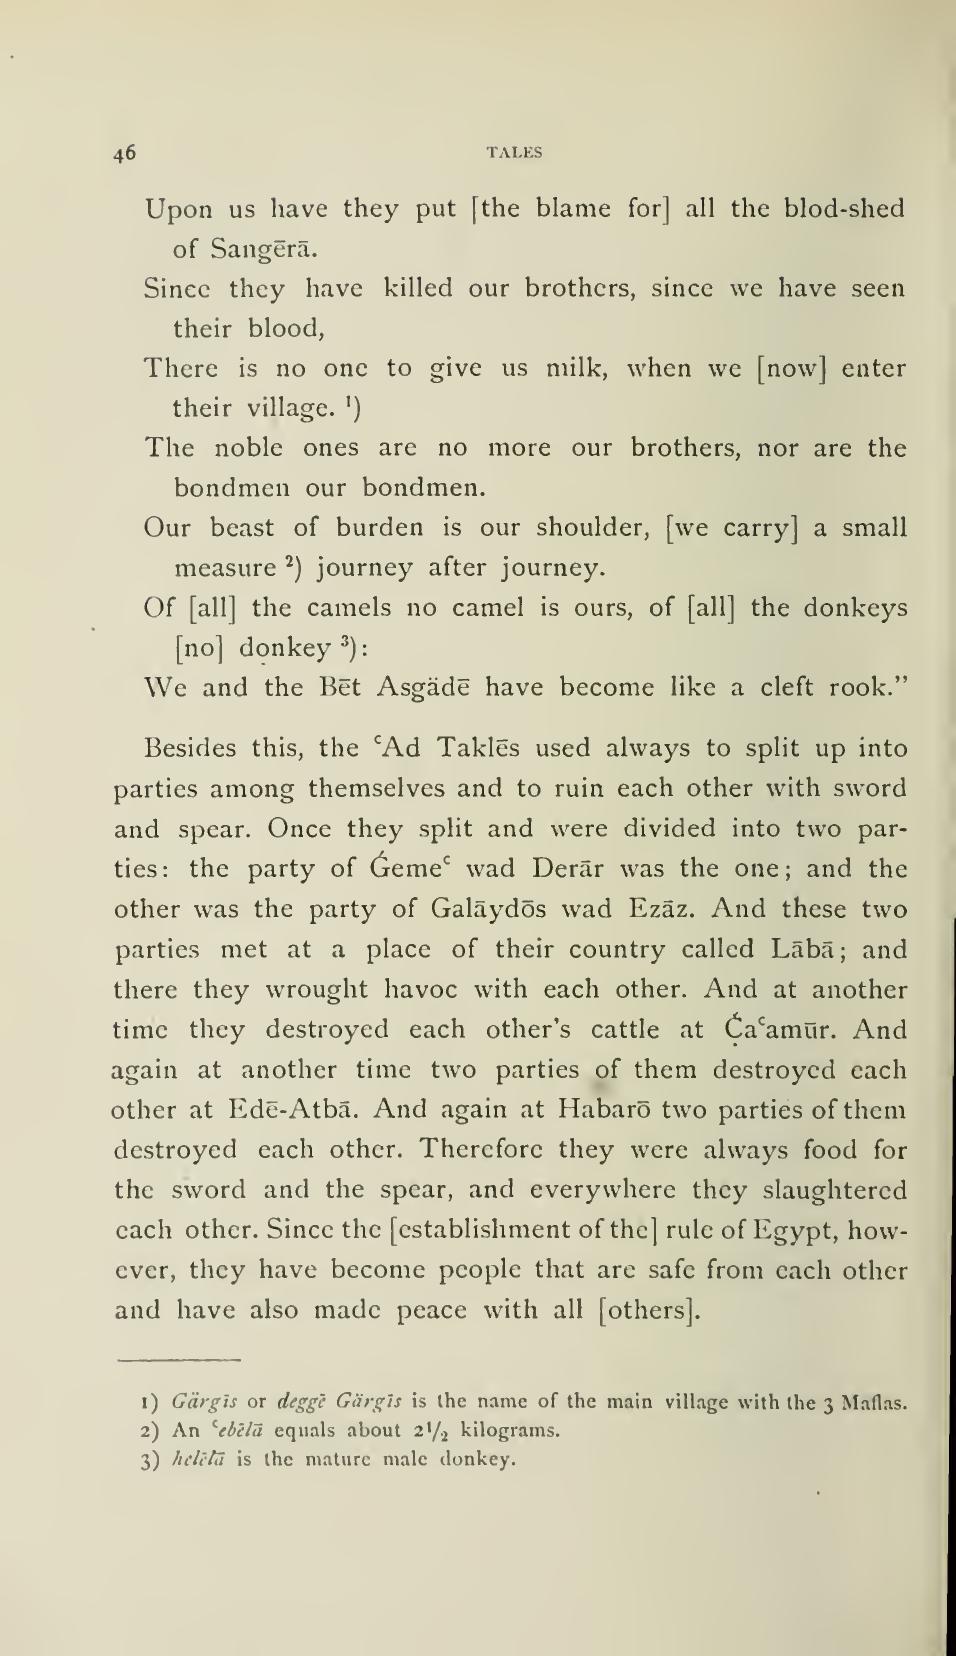 46 TALES
Upon us have they put [the blame for] all the blod-shed
of Sangērā.
Since they have killed our brothers, since we have seen
their blood,
There is no one to give us milk, when we [now] enter
their village. ¹)
The noble ones are no more our brothers, nor are the
bondmen our bondmen.
Our beast of burden is our shoulder, [we carry] a small
measure ²) journey after journey.
Of [all] the camels no camel is ours, of [all] the donkeys
[no] donkey ³):
We and the Bēt Asgädē have become like a cleft rook.”
Besides this, the ʿAd Taklēs used always to split up into
parties among themselves and to ruin each other with sword
and spear. Once they split and were divided into two par-
ties: the party of Ǵemeʿ wad Derār was the one; and the
other was the party of Galāydōs wad Ezāz. And these two
parties met at a place of their country called Lābā; and
there they wrought havoc with each other. And at another
time they destroyed each other's cattle at Č̣aʿamūr. And
again at another time two parties of them destroyed each
other at Edē-Atbā. And again at Habarō two parties of them
destroyed each other. Therefore they were always food for
the sword and the spear, and everywhere they slaughtered
each other. Since the [establishment of the] rule of Egypt, how-
ever, they have become people that are safe from each other
and have also made peace with all [others].
1) Gärgīs or deggē Gärgīs is the name of the main village with the 3 Maflas.
2) An ʿebēlā equals about 2¹/₂ kilograms.
3) helētā is the mature male donkey.